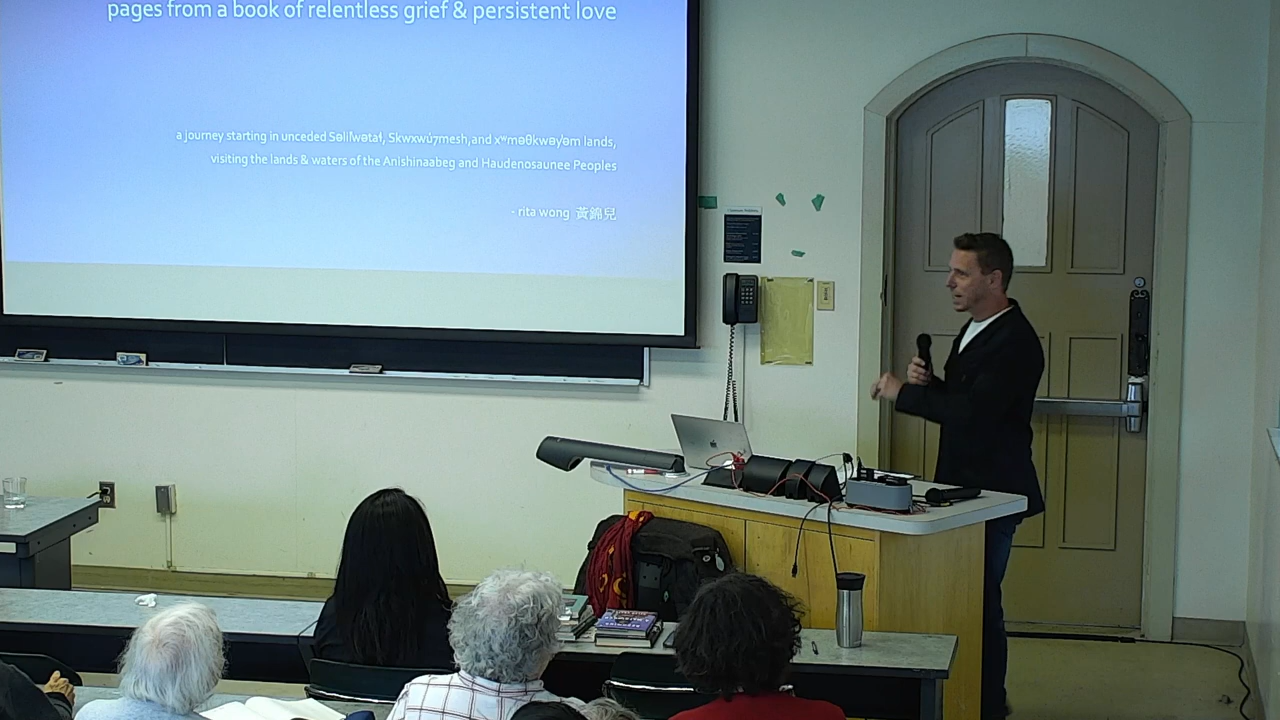 pages from a book of relentless grief & persistent love
a journey starting in unceded Səl̓ílwətaɬ, Skwxwú7mesh,and xʷməθkwəy̓əm lands,
visiting the lands & waters of the Anishinaabeg and Haudenosaunee Peoples
- rita wong 黃錦兒